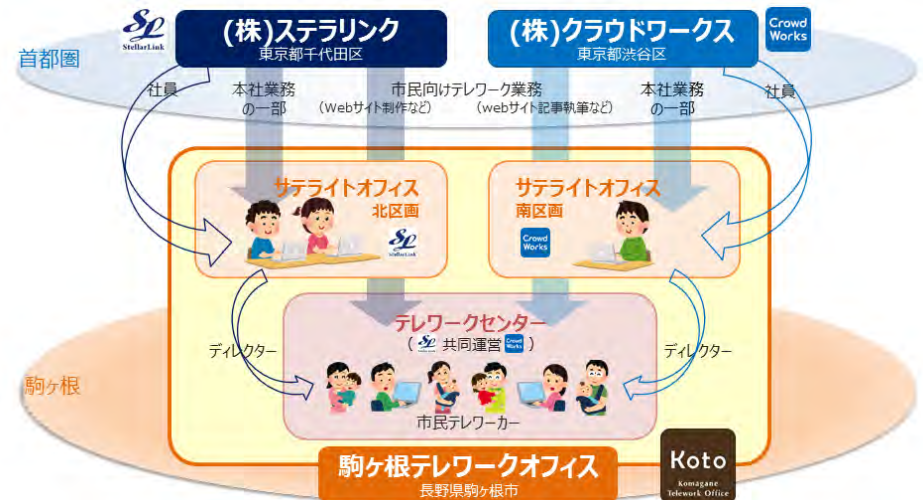 SL
StellarLink
(株)ステラリンク
東京都千代田区
(株)クラウドワークス
東京都渋谷区
Crowd
Works
首都圏
社員
本社業務
の一部
市民向けテレワーク業務
(Webサイト制作など)
(webサイト記事執筆など)
本社業務
の一部
社員
サテライトオフィス
北区画
SL
StellarLink
サテライトオフィス
南区画
Crowd
Works
テレワークセンター
( SL 共同運営 Crowd Works )
ディレクター
ディレクター
駒ヶ根
市民テレワーカー
駒ヶ根テレワークオフィス
長野県駒ヶ根市
Koto
Komagane
Telework Office